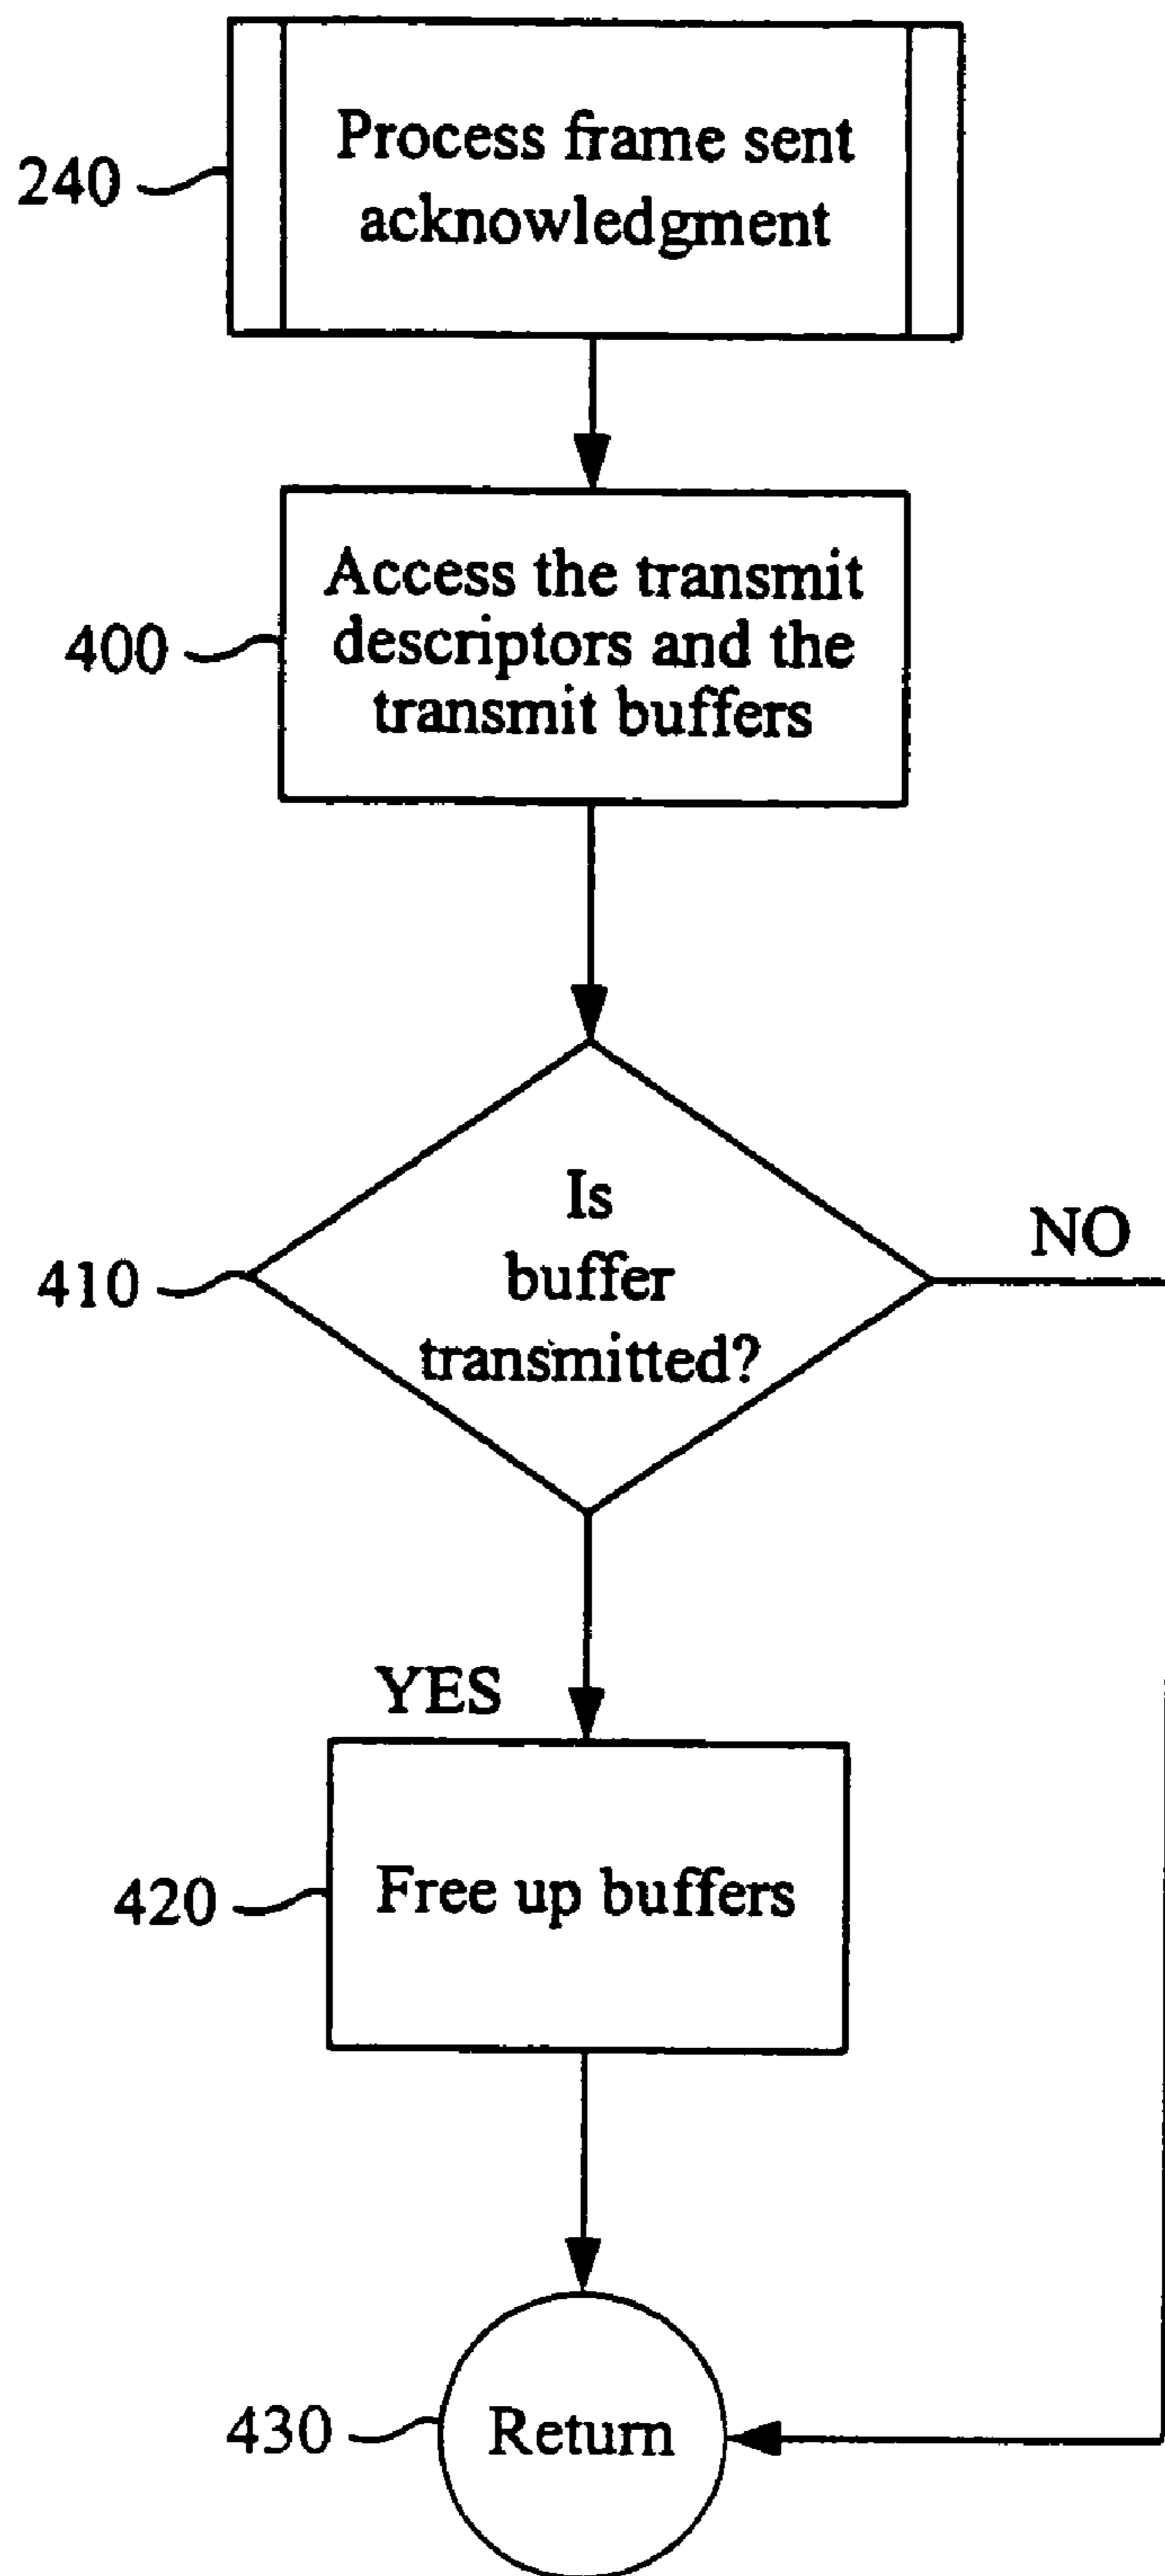 Process frame sent
acknowledgment
240
Access the transmit
descriptors and the
transmit buffers
400
Is
buffer
transmitted?
410
NO
YES
Free up buffers
420
Return
430